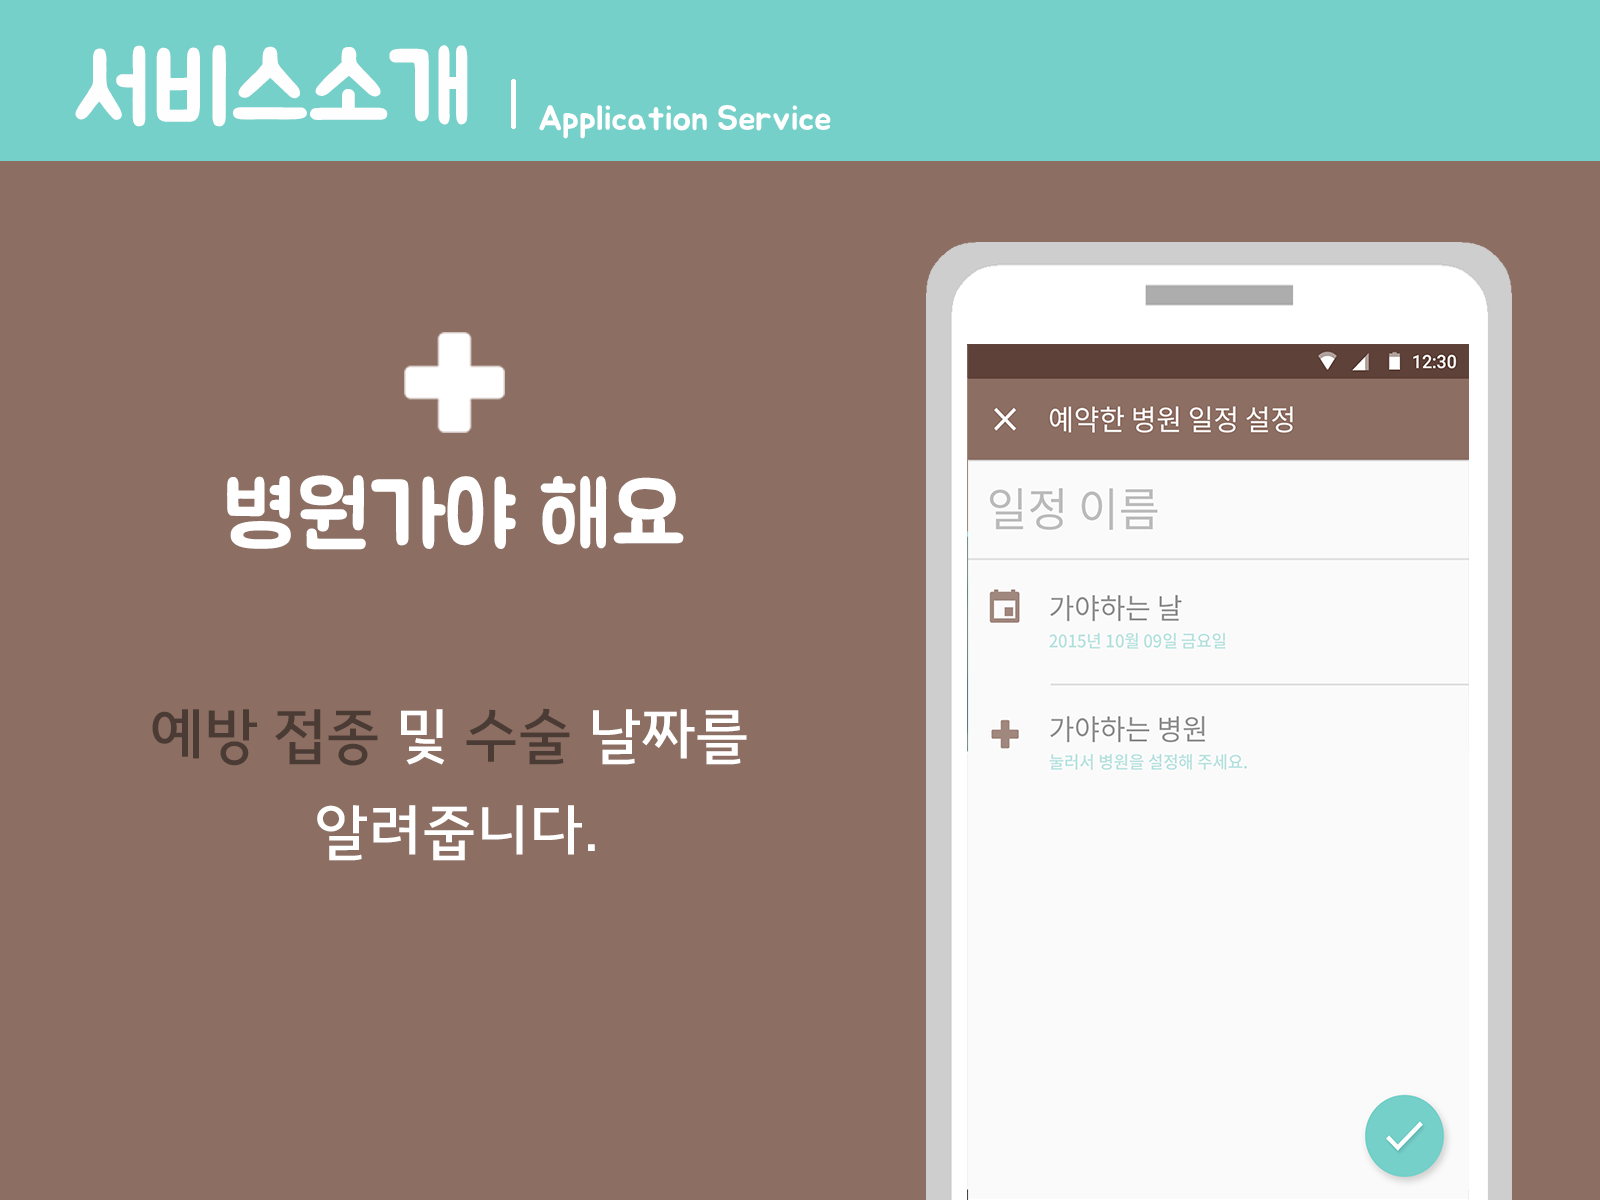 서비스소개
Application Service
병원가야 해요
예방 접종 및 수술 날짜를
알려줍니다.
12:30
예약한 병원 일정 설정
일정 이름
가야하는 날
2015년 10월 09일 금요일
가야하는 병원
눌러서 병원을 설정해 주세요.